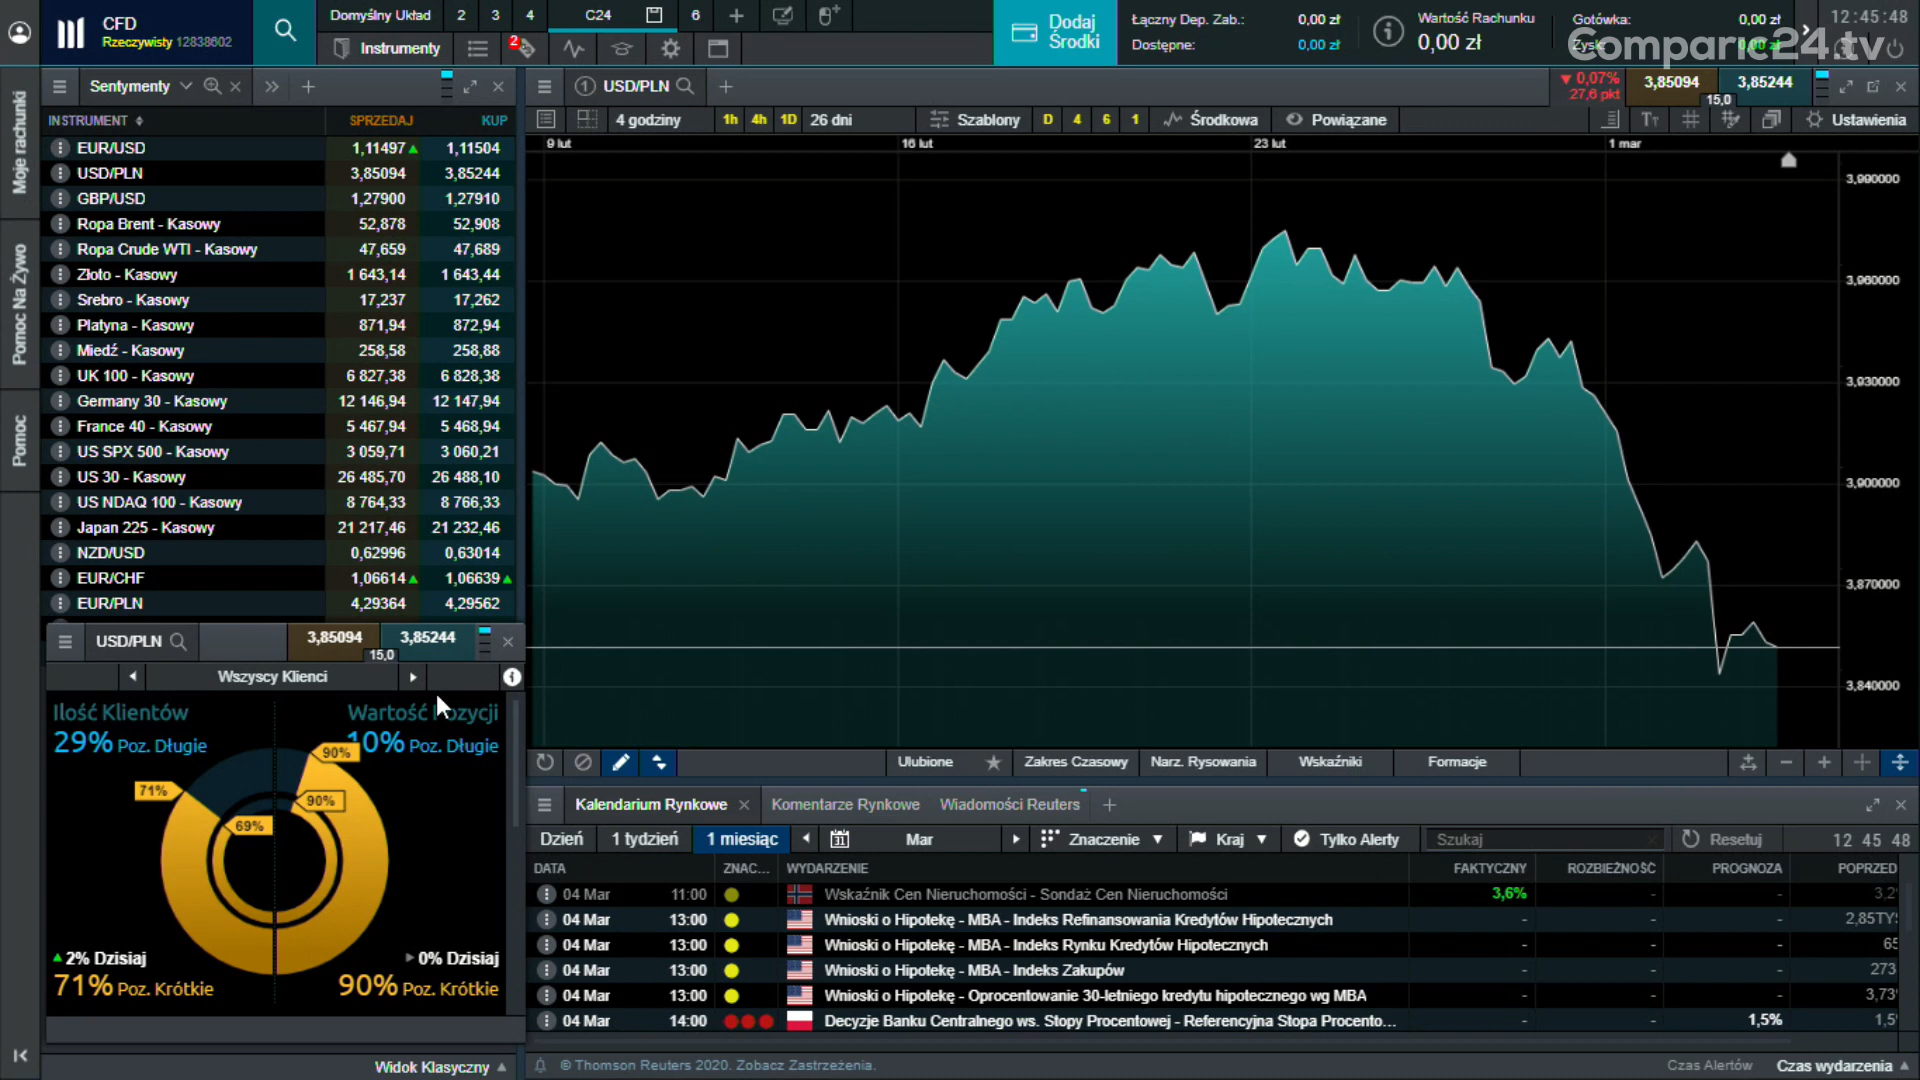 CFD
Rzeczywisty 12838602
Domyślny Układ 2 3 4 C24 6
Instrumenty 2
Dodaj Środki
Łączny Dep. Zab.: 0,00 zł
Dostępne: 0,00 zł
Wartość Rachunku
0,00 zł
Gotówka: 0,00 zł
Zysk: 0,00 zł
12:45:48
Comparic24.tv
Moje rachunki
Pomoc Na Żywo
Pomoc
Sentymenty
INSTRUMENT SPRZEDAJ KUP
EUR/USD 1,11497 1,11504
USD/PLN 3,85094 3,85244
GBP/USD 1,27900 1,27910
Ropa Brent - Kasowy 52,878 52,908
Ropa Crude WTI - Kasowy 47,659 47,689
Złoto - Kasowy 1 643,14 1 643,44
Srebro - Kasowy 17,237 17,262
Platyna - Kasowy 871,94 872,94
Miedź - Kasowy 258,58 258,88
UK 100 - Kasowy 6 827,38 6 828,38
Germany 30 - Kasowy 12 146,94 12 147,94
France 40 - Kasowy 5 467,94 5 468,94
US SPX 500 - Kasowy 3 059,71 3 060,21
US 30 - Kasowy 26 485,70 26 488,10
US NDAQ 100 - Kasowy 8 764,33 8 766,33
Japan 225 - Kasowy 21 217,46 21 232,46
NZD/USD 0,62996 0,63014
EUR/CHF 1,06614 1,06639
EUR/PLN 4,29364 4,29562
USD/PLN 3,85094 3,85244
15,0
Wszyscy Klienci
Ilość Klientów Wartość Pozycji
29% Poz. Długie 10% Poz. Długie
90%
71%
90%
69%
2% Dzisiaj 0% Dzisiaj
71% Poz. Krótkie 90% Poz. Krótkie
Widok Klasyczny
1 USD/PLN
0,07%
27,6 pkt
3,85094 3,85244
15,0
4 godziny 1h 4h 1D 26 dni Szablony D 4 6 1 Środkowa Powiązane Ustawienia
9 lut 16 lut 23 lut 1 mar
3,990000
3,960000
3,930000
3,900000
3,870000
3,840000
Ulubione Zakres Czasowy Narz. Rysowania Wskaźniki Formacje
Kalendarium Rynkowe Komentarze Rynkowe Wiadomości Reuters
Dzień 1 tydzień 1 miesiąc 31 Mar Znaczenie Kraj Tylko Alerty Szukaj Resetuj 12 45 48
DATA ZNAC... WYDARZENIE FAKTYCZNY ROZBIEŻNOŚĆ PROGNOZA POPRZED
04 Mar 11:00 Wskaźnik Cen Nieruchomości - Sondaż Cen Nieruchomości 3,6% - - 3,2
04 Mar 13:00 Wnioski o Hipotekę - MBA - Indeks Refinansowania Kredytów Hipotecznych - - - 2,85TYS
04 Mar 13:00 Wnioski o Hipotekę - MBA - Indeks Rynku Kredytów Hipotecznych - - - 65
04 Mar 13:00 Wnioski o Hipotekę - MBA - Indeks Zakupów - - - 273
04 Mar 13:00 Wnioski o Hipotekę - Oprocentowanie 30-letniego kredytu hipotecznego wg MBA - - - 3,73
04 Mar 14:00 Decyzje Banku Centralnego ws. Stopy Procentowej - Referencyjna Stopa Procento... - - 1,5% 1,5
© Thomson Reuters 2020. Zobacz Zastrzeżenia. Czas Alertów Czas wydarzenia